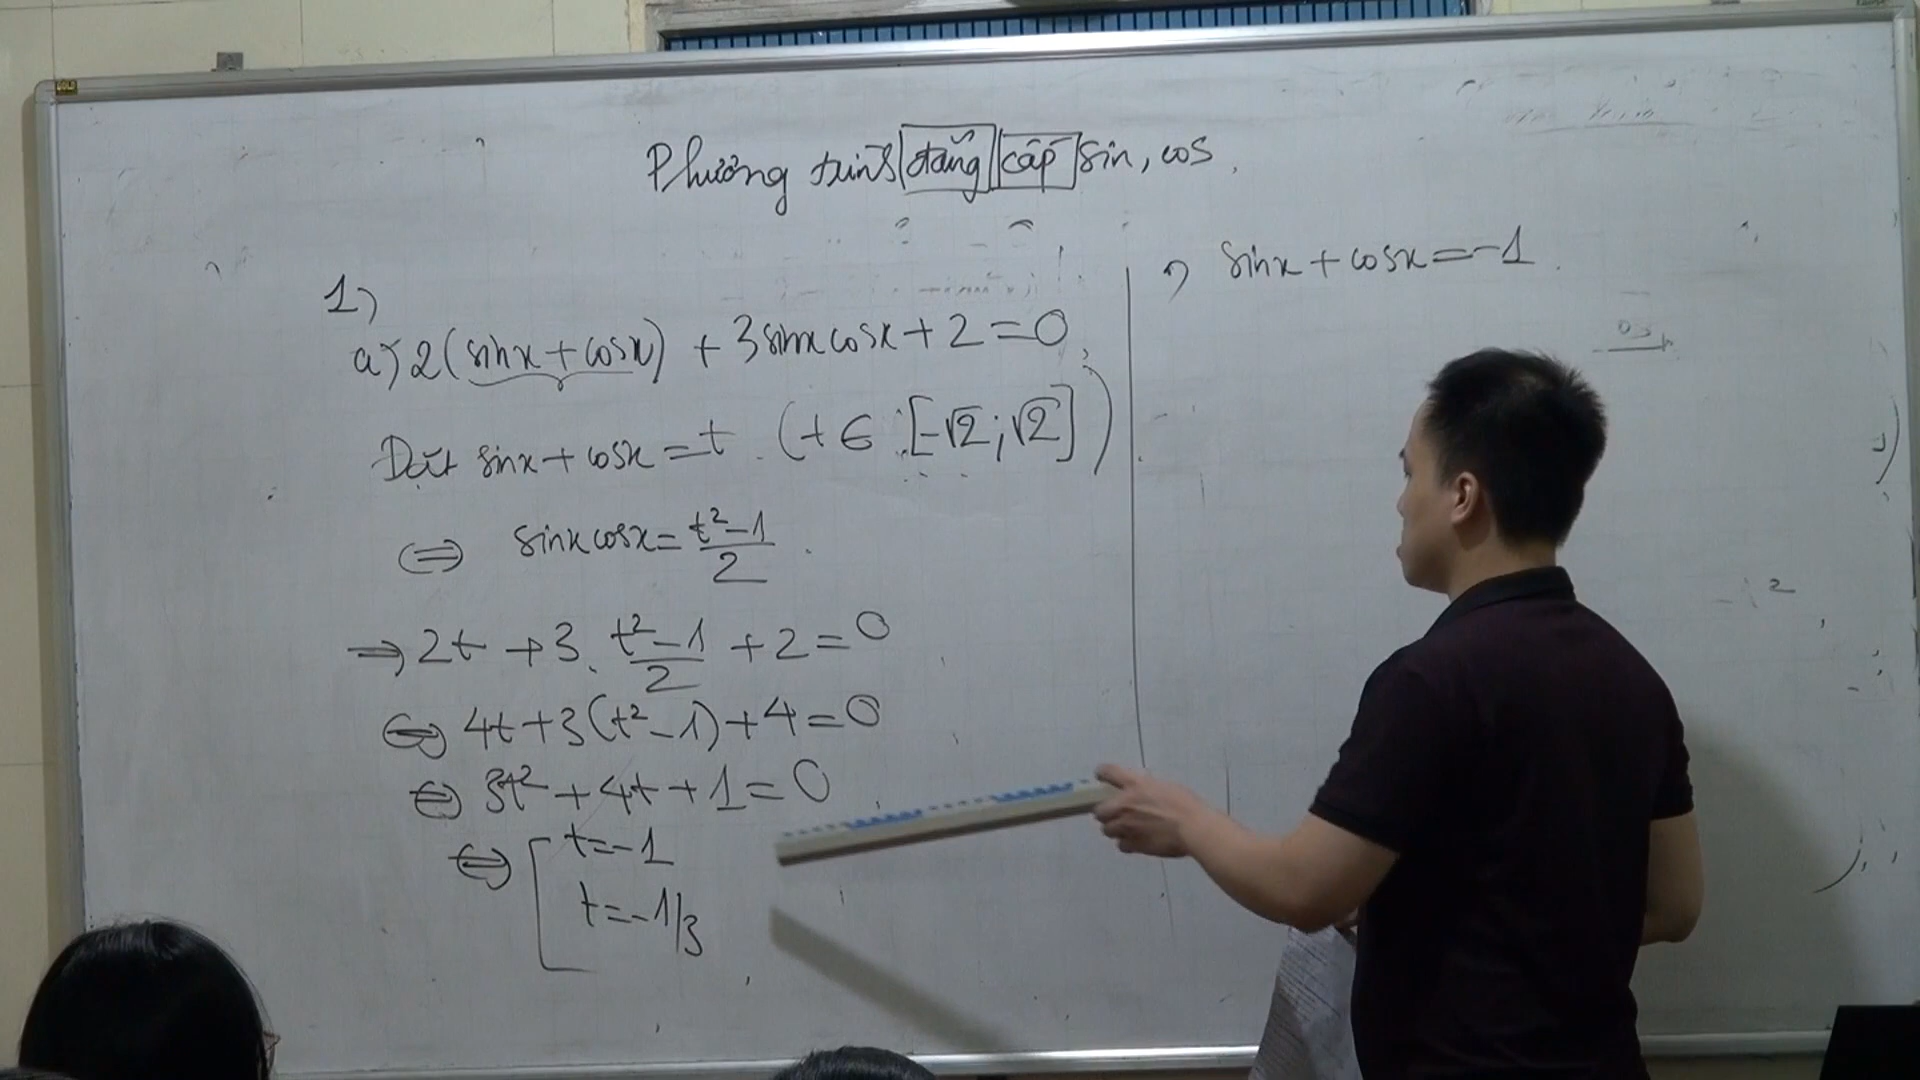 Phương trình đẳng cấp sin, cos.
1)
a) 2(sinx + cosx) + 3sinxcosx + 2 = 0
Đặt sinx + cosx = t. (t ∈ [-√2; √2])
⇔ sinxcosx = (t² - 1)/2.
⇒ 2t + 3. (t² - 1)/2 + 2 = 0
⇔ 4t + 3(t² - 1) + 4 = 0
⇔ 3t² + 4t + 1 = 0
⇔ [ t = -1
t = -1/3
sinx + cosx = -1